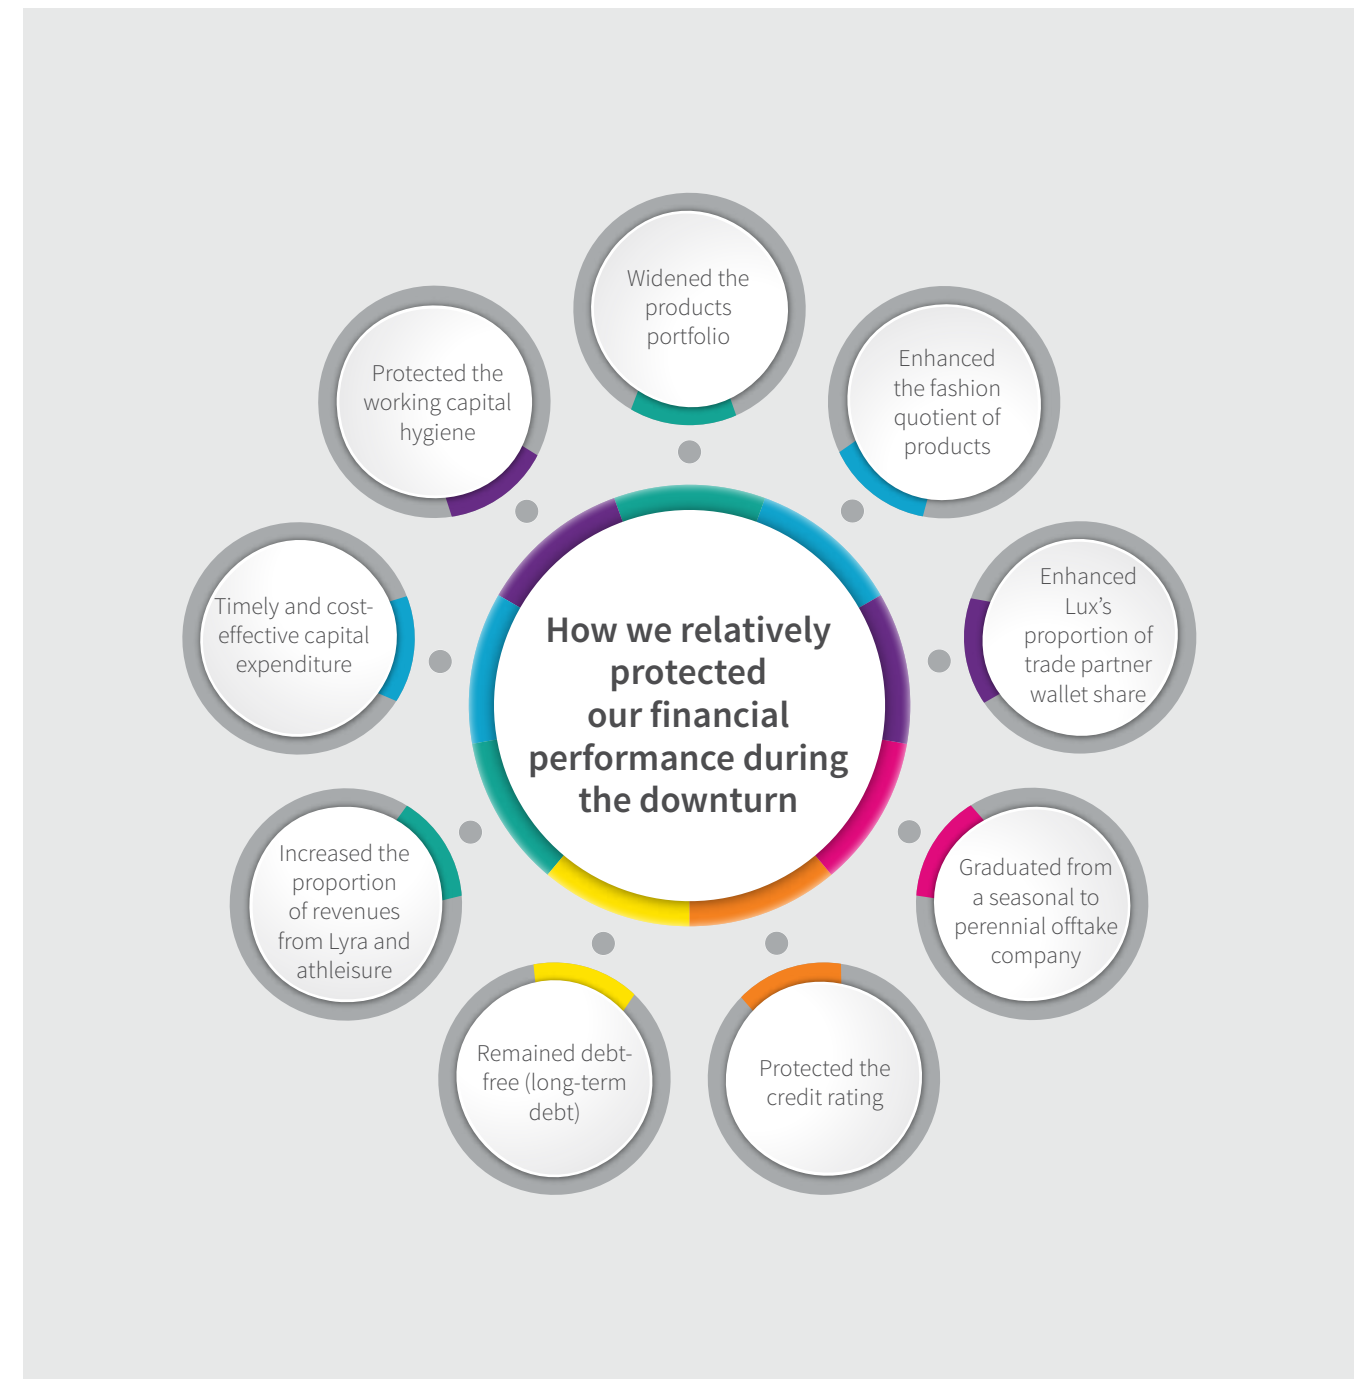 Widened the
products
portfolio
Enhanced
the fashion
quotient of
products
Enhanced
Lux’s
proportion of
trade partner
wallet share
Graduated from
a seasonal to
perennial offtake
company
Protected the
credit rating
Remained debt-
free (long-term
debt)
Increased the
proportion
of revenues
from Lyra and
athleisure
Timely and cost-
effective capital
expenditure
Protected the
working capital
hygiene
How we relatively
protected
our financial
performance during
the downturn